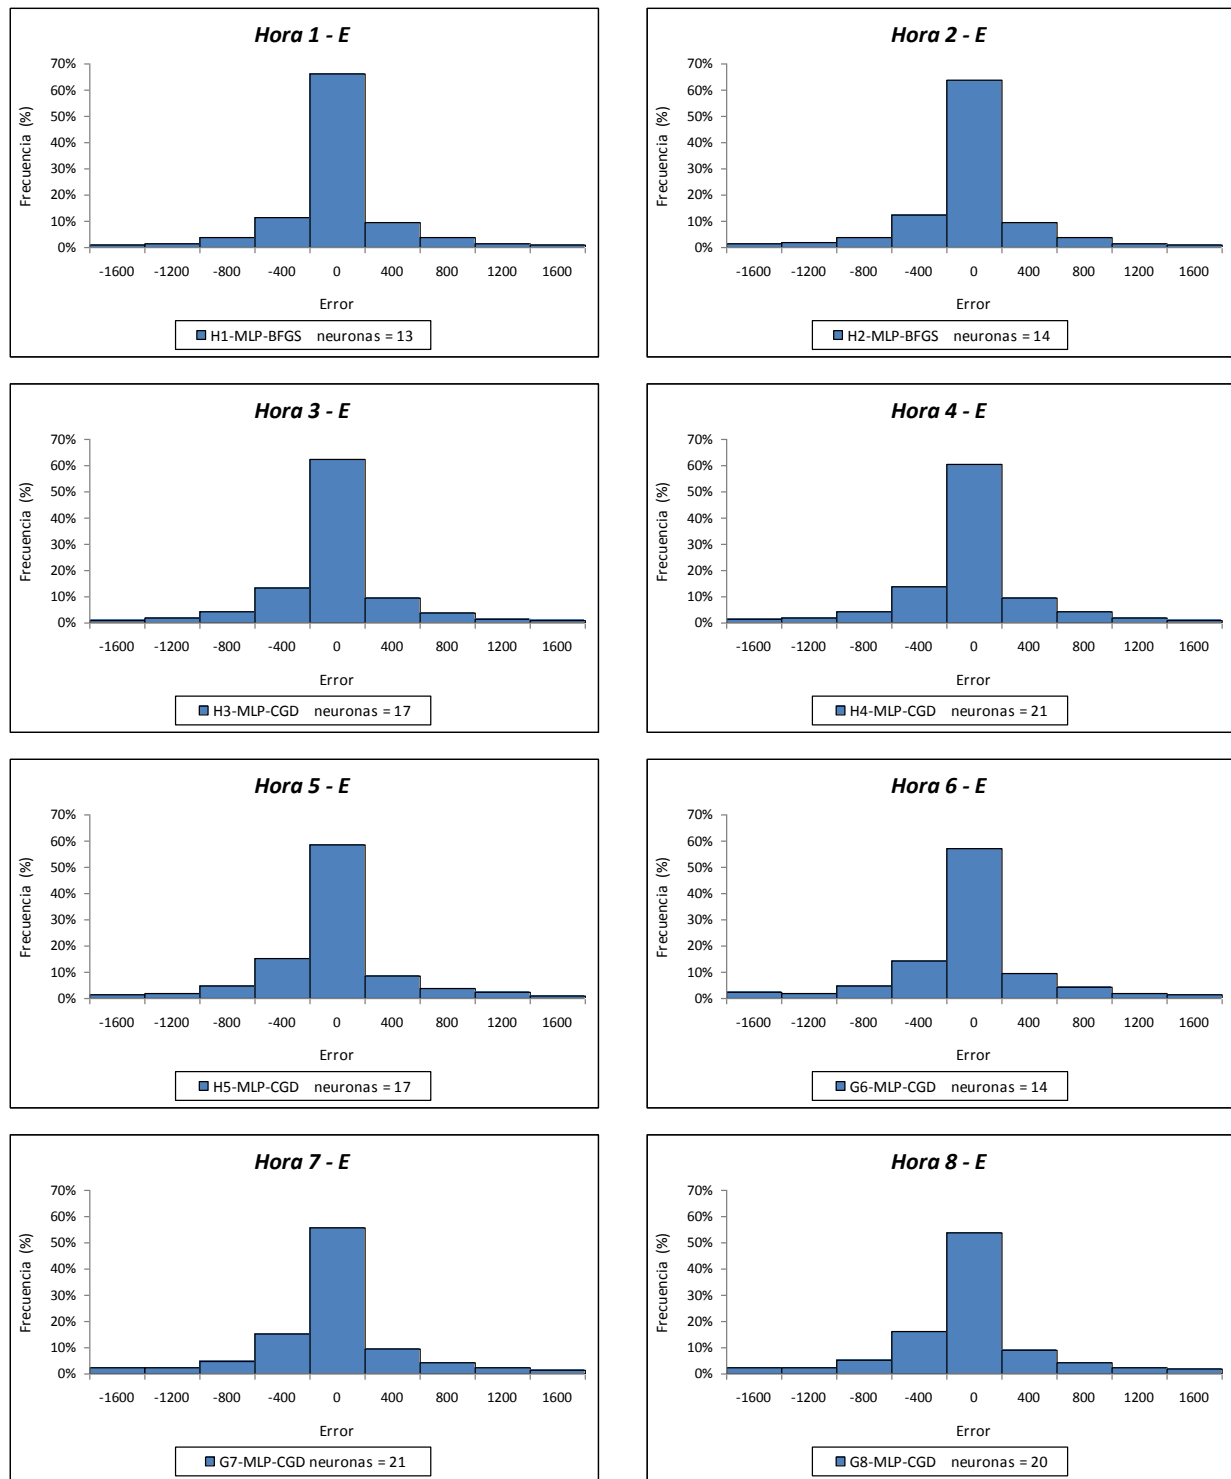 Hora 1 - E
Frecuencia (%)
70%
60%
50%
40%
30%
20%
10%
0%
-1600 -1200 -800 -400 0 400 800 1200 1600
Error
H1-MLP-BFGS neuronas = 13
Hora 2 - E
Frecuencia (%)
70%
60%
50%
40%
30%
20%
10%
0%
-1600 -1200 -800 -400 0 400 800 1200 1600
Error
H2-MLP-BFGS neuronas = 14
Hora 3 - E
Frecuencia (%)
70%
60%
50%
40%
30%
20%
10%
0%
-1600 -1200 -800 -400 0 400 800 1200 1600
Error
H3-MLP-CGD neuronas = 17
Hora 4 - E
Frecuencia (%)
70%
60%
50%
40%
30%
20%
10%
0%
-1600 -1200 -800 -400 0 400 800 1200 1600
Error
H4-MLP-CGD neuronas = 21
Hora 5 - E
Frecuencia (%)
70%
60%
50%
40%
30%
20%
10%
0%
-1600 -1200 -800 -400 0 400 800 1200 1600
Error
H5-MLP-CGD neuronas = 17
Hora 6 - E
Frecuencia (%)
70%
60%
50%
40%
30%
20%
10%
0%
-1600 -1200 -800 -400 0 400 800 1200 1600
Error
G6-MLP-CGD neuronas = 14
Hora 7 - E
Frecuencia (%)
70%
60%
50%
40%
30%
20%
10%
0%
-1600 -1200 -800 -400 0 400 800 1200 1600
Error
G7-MLP-CGD neuronas = 21
Hora 8 - E
Frecuencia (%)
70%
60%
50%
40%
30%
20%
10%
0%
-1600 -1200 -800 -400 0 400 800 1200 1600
Error
G8-MLP-CGD neuronas = 20